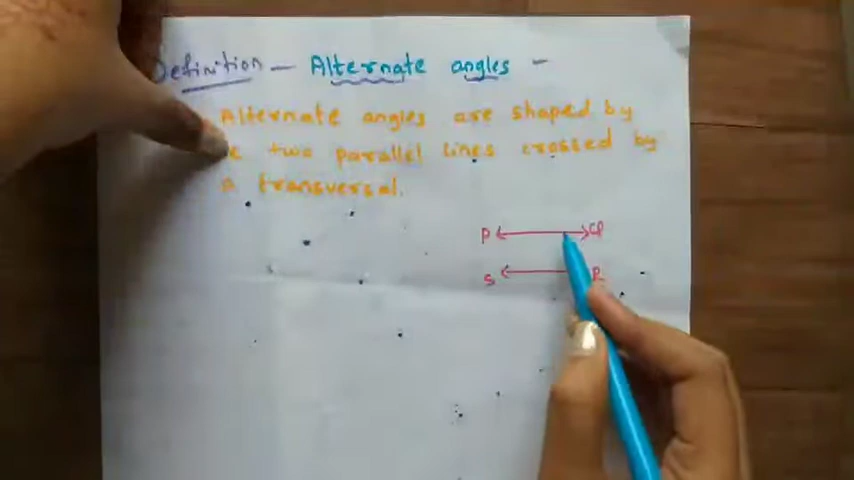 Definition — Alternate angles -
Alternate angles are shaped by
two parallel lines crossed by
a transversal.
P
S R